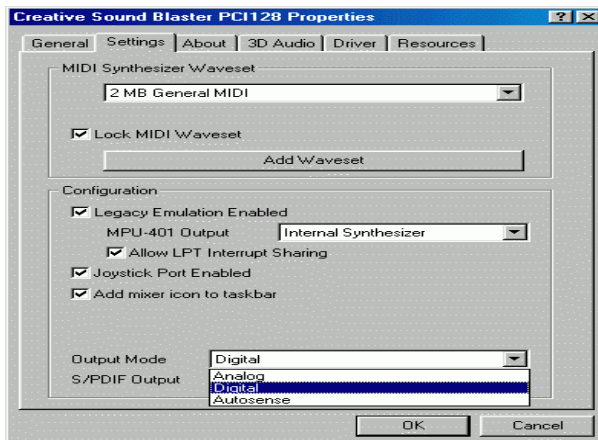 Creative Sound Blaster PCI128 Properties
General Settings About 3D Audio Driver Resources
MIDI Synthesizer Waveset
2 MB General MIDI
Lock MIDI Waveset
Add Waveset
Configuration
Legacy Emulation Enabled
MPU-401 Output Internal Synthesizer
Allow LPT Interrupt Sharing
Joystick Port Enabled
Add mixer icon to taskbar
Output Mode Digital
S/PDIF Output Analog
Digital
Autosense
OK Cancel